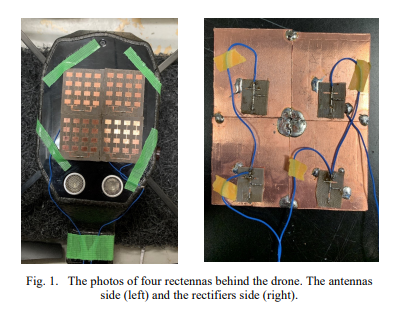 Fig. 1. The photos of four rectennas behind the drone. The antennas
side (left) and the rectifiers side (right).